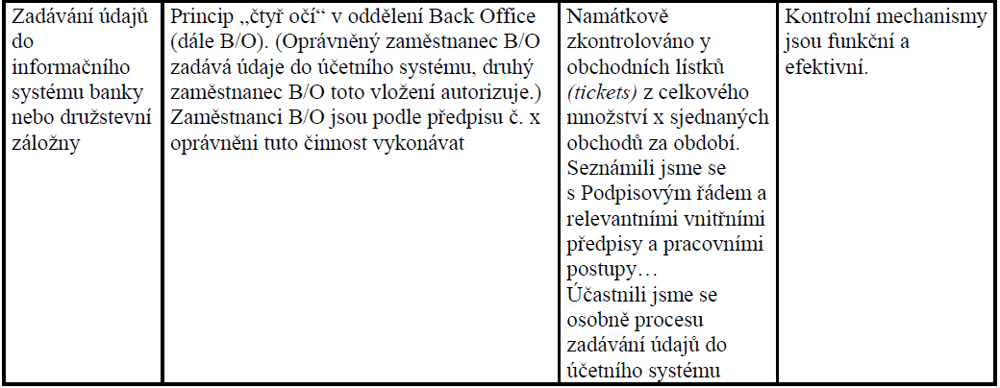 Zadávání údajů
do
informačního
systému banky
nebo družstevní
záložny
Princip „čtyř očí“ v oddělení Back Office
(dále B/O). (Oprávněný zaměstnanec B/O
zadává údaje do účetního systému, druhý
zaměstnanec B/O toto vložení autorizuje.)
Zaměstnanci B/O jsou podle předpisu č. x
oprávněni tuto činnost vykonávat
Namátkově
zkontrolováno y
obchodních lístků
(tickets) z celkového
množství x sjednaných
obchodů za období.
Seznámili jsme se
s Podpisovým řádem a
relevantními vnitřními
předpisy a pracovními
postupy…
Účastnili jsme se
osobně procesu
zadávání údajů do
účetního systému
Kontrolní mechanismy
jsou funkční a
efektivní.